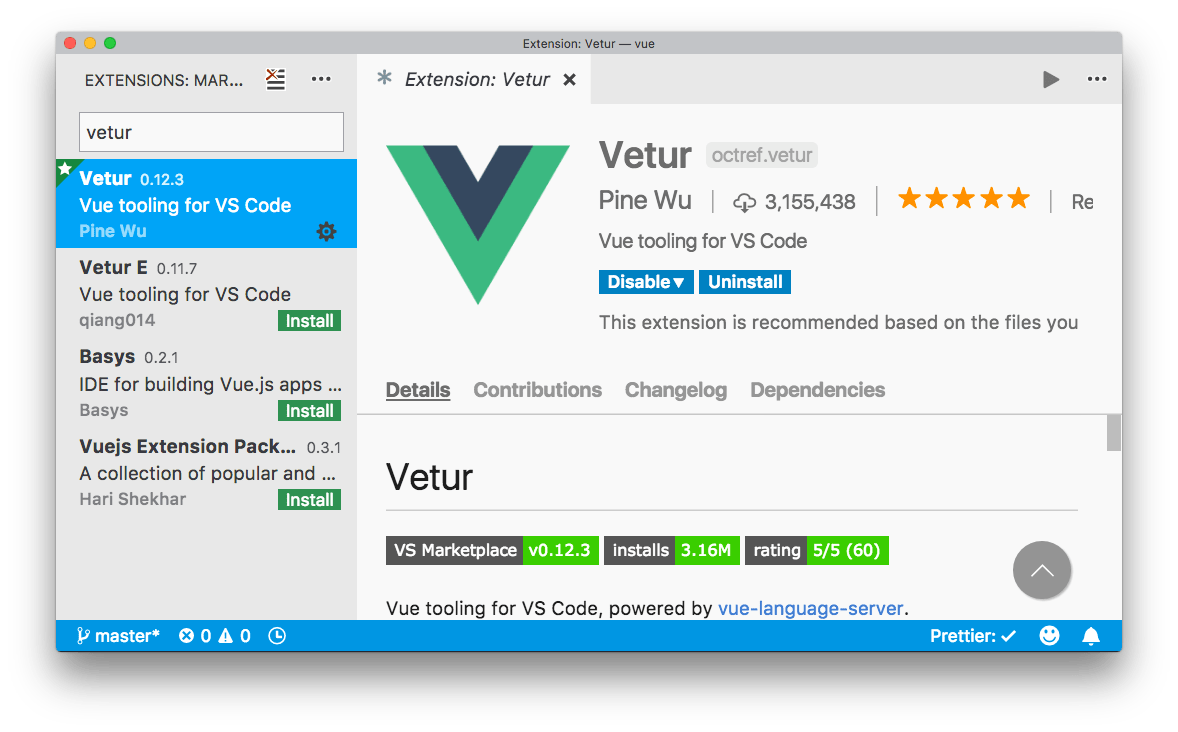 Extension: Vetur — vue
EXTENSIONS: MAR...
vetur
Vetur 0.12.3
Vue tooling for VS Code
Pine Wu
Vetur E 0.11.7
Vue tooling for VS Code
qiang014
Install
Basys 0.2.1
IDE for building Vue.js apps ...
Basys
Install
Vuejs Extension Pack... 0.3.1
A collection of popular and ...
Hari Shekhar
Install
Extension: Vetur
Vetur octref.vetur
Pine Wu | 3,155,438 | | Re
Vue tooling for VS Code
Disable Uninstall
This extension is recommended based on the files you
Details Contributions Changelog Dependencies
Vetur
VS Marketplace v0.12.3 installs 3.16M rating 5/5 (60)
Vue tooling for VS Code, powered by vue-language-server.
master* 0 0 Prettier: ✓